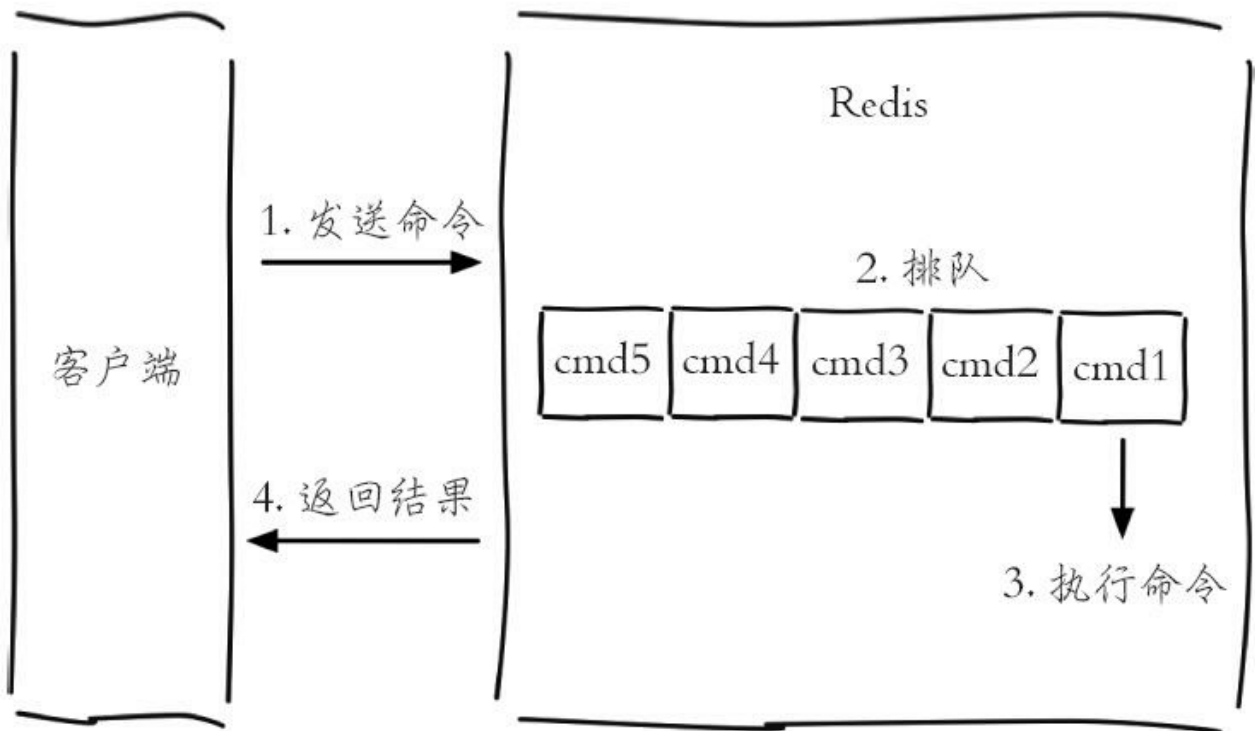 Redis
1. 发送命令
2. 排队
客户端
cmd5 cmd4 cmd3 cmd2 cmd1
4. 返回结果
3. 执行命令